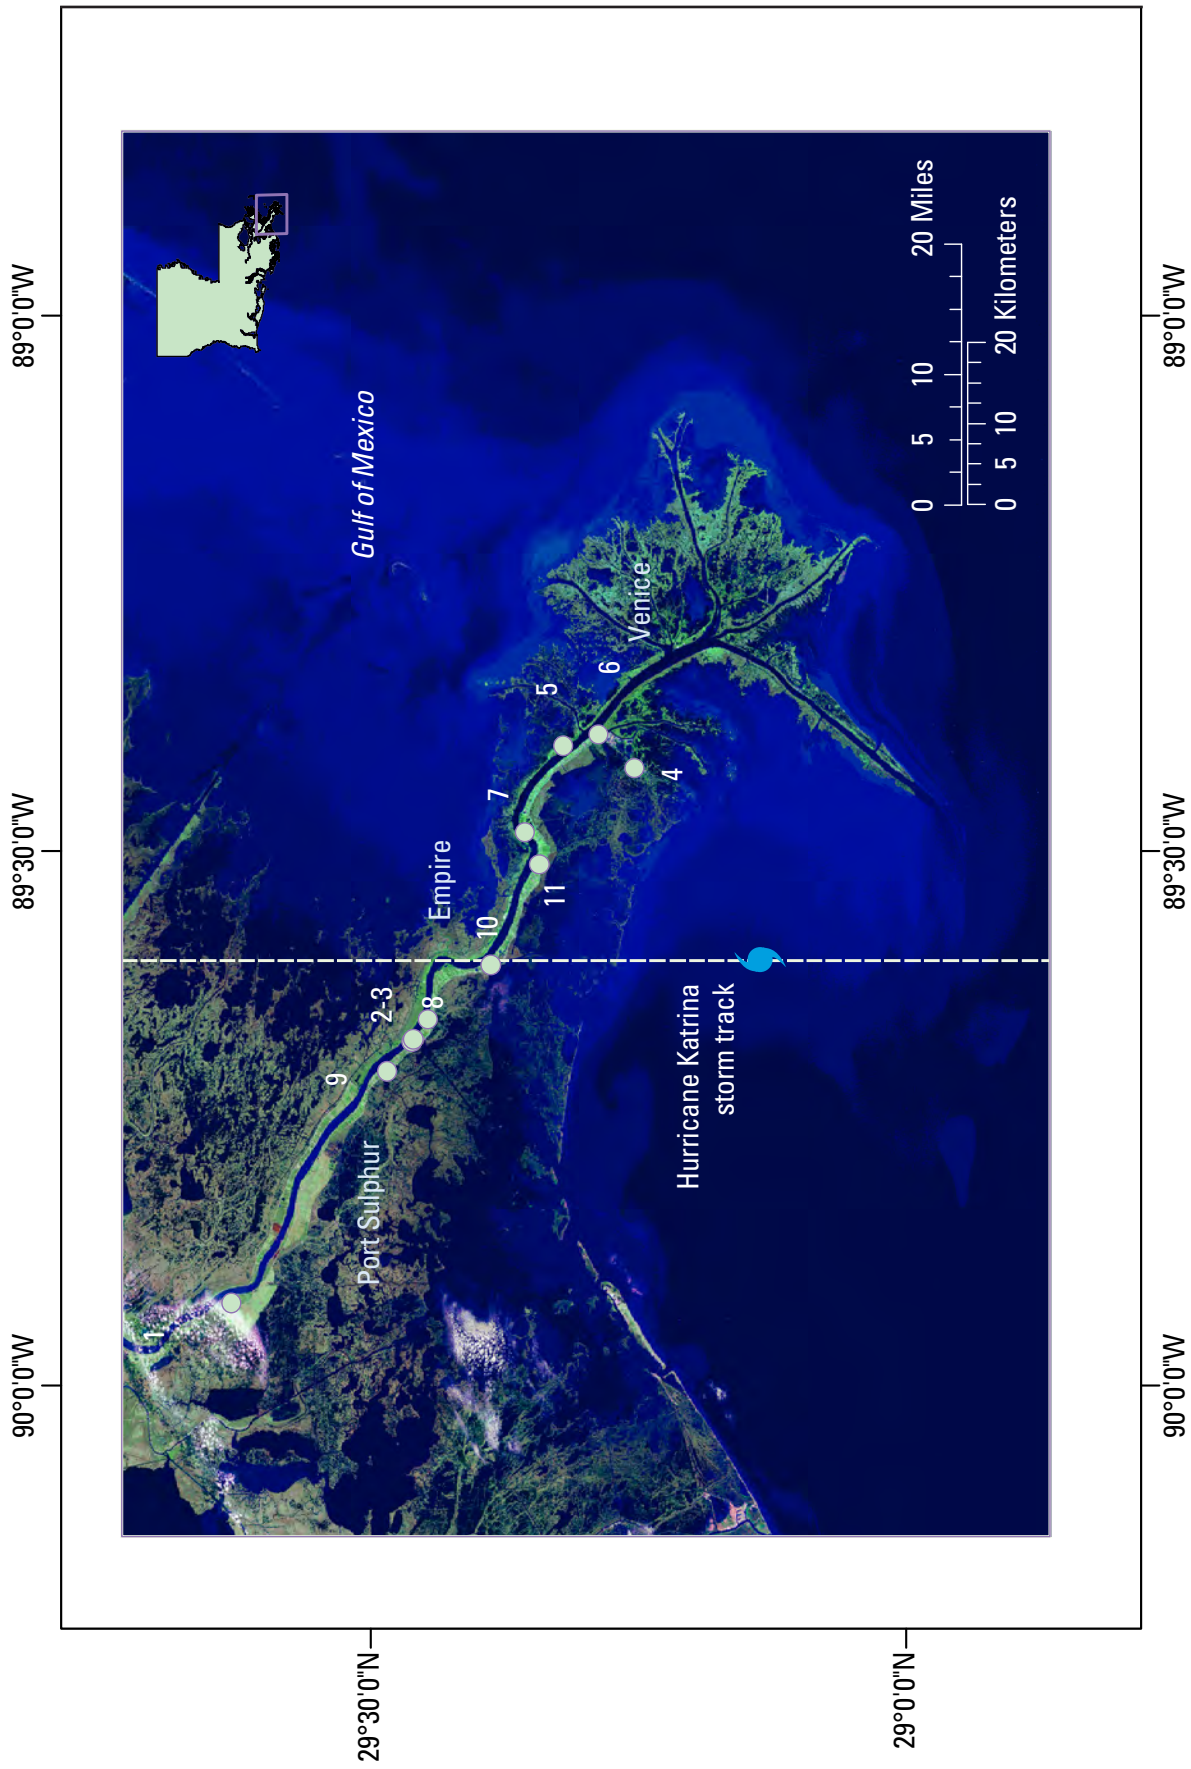 90°0'0"W
89°30'0"W
89°0'0"W
29°30'0"N
29°0'0"N
Gulf of Mexico
1
9
2-3
8
Port Sulphur
Empire
10
11
7
5
6
4
Venice
Hurricane Katrina
storm track
0 5 10 20 Miles
0 5 10 20 Kilometers
90°0'0"W
89°30'0"W
89°0'0"W